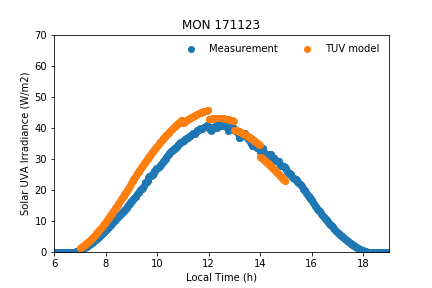 MON 171123
Measurement
TUV model
70
60
50
40
30
20
10
0
Solar UVA Irradiance (W/m2)
6 8 10 12 14 16 18
Local Time (h)